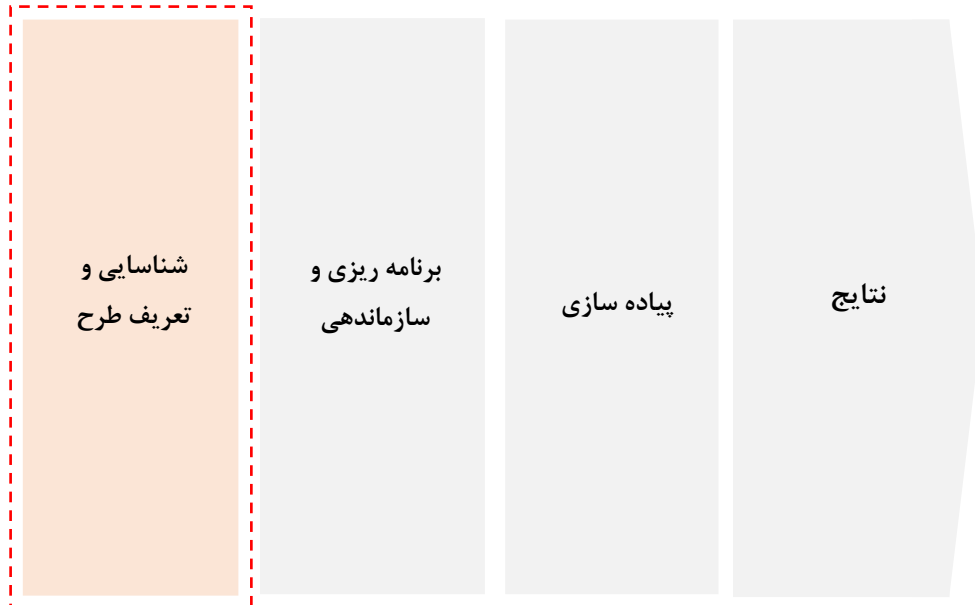 شناسایی و
تعریف طرح
برنامه ریزی و
سازماندهی
پیاده سازی
نتایج